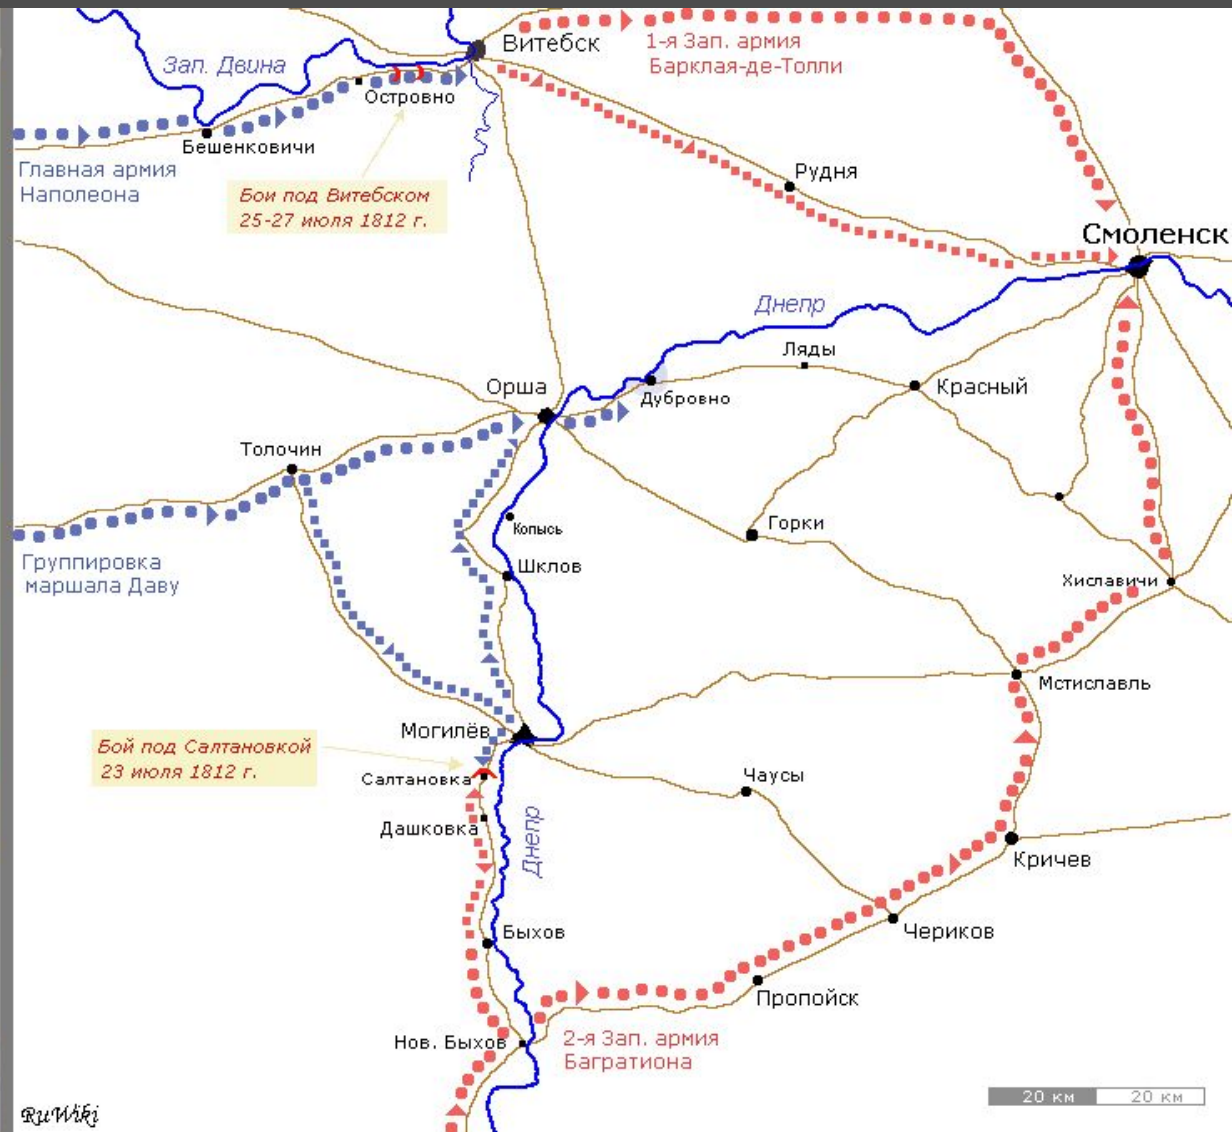 Витебск
1-я Зап. армия
Барклая-де-Толли
Зап. Двина
Островно
Бешенковичи
Главная армия
Наполеона
Бои под Витебском
25-27 июля 1812 г.
Рудня
Смоленск
Днепр
Ляды
Орша
Дубровно
Красный
Толочин
Копысь
Горки
Шклов
Группировка
маршала Даву
Хиславичи
Мстиславль
Могилёв
Бой под Салтановкой
23 июля 1812 г.
Салтановка
Чаусы
Дашковка
Днепр
Кричев
Быхов
Чериков
Пропойск
Нов. Быхов
2-я Зап. армия
Багратиона
20 км
20 км
RuWiki